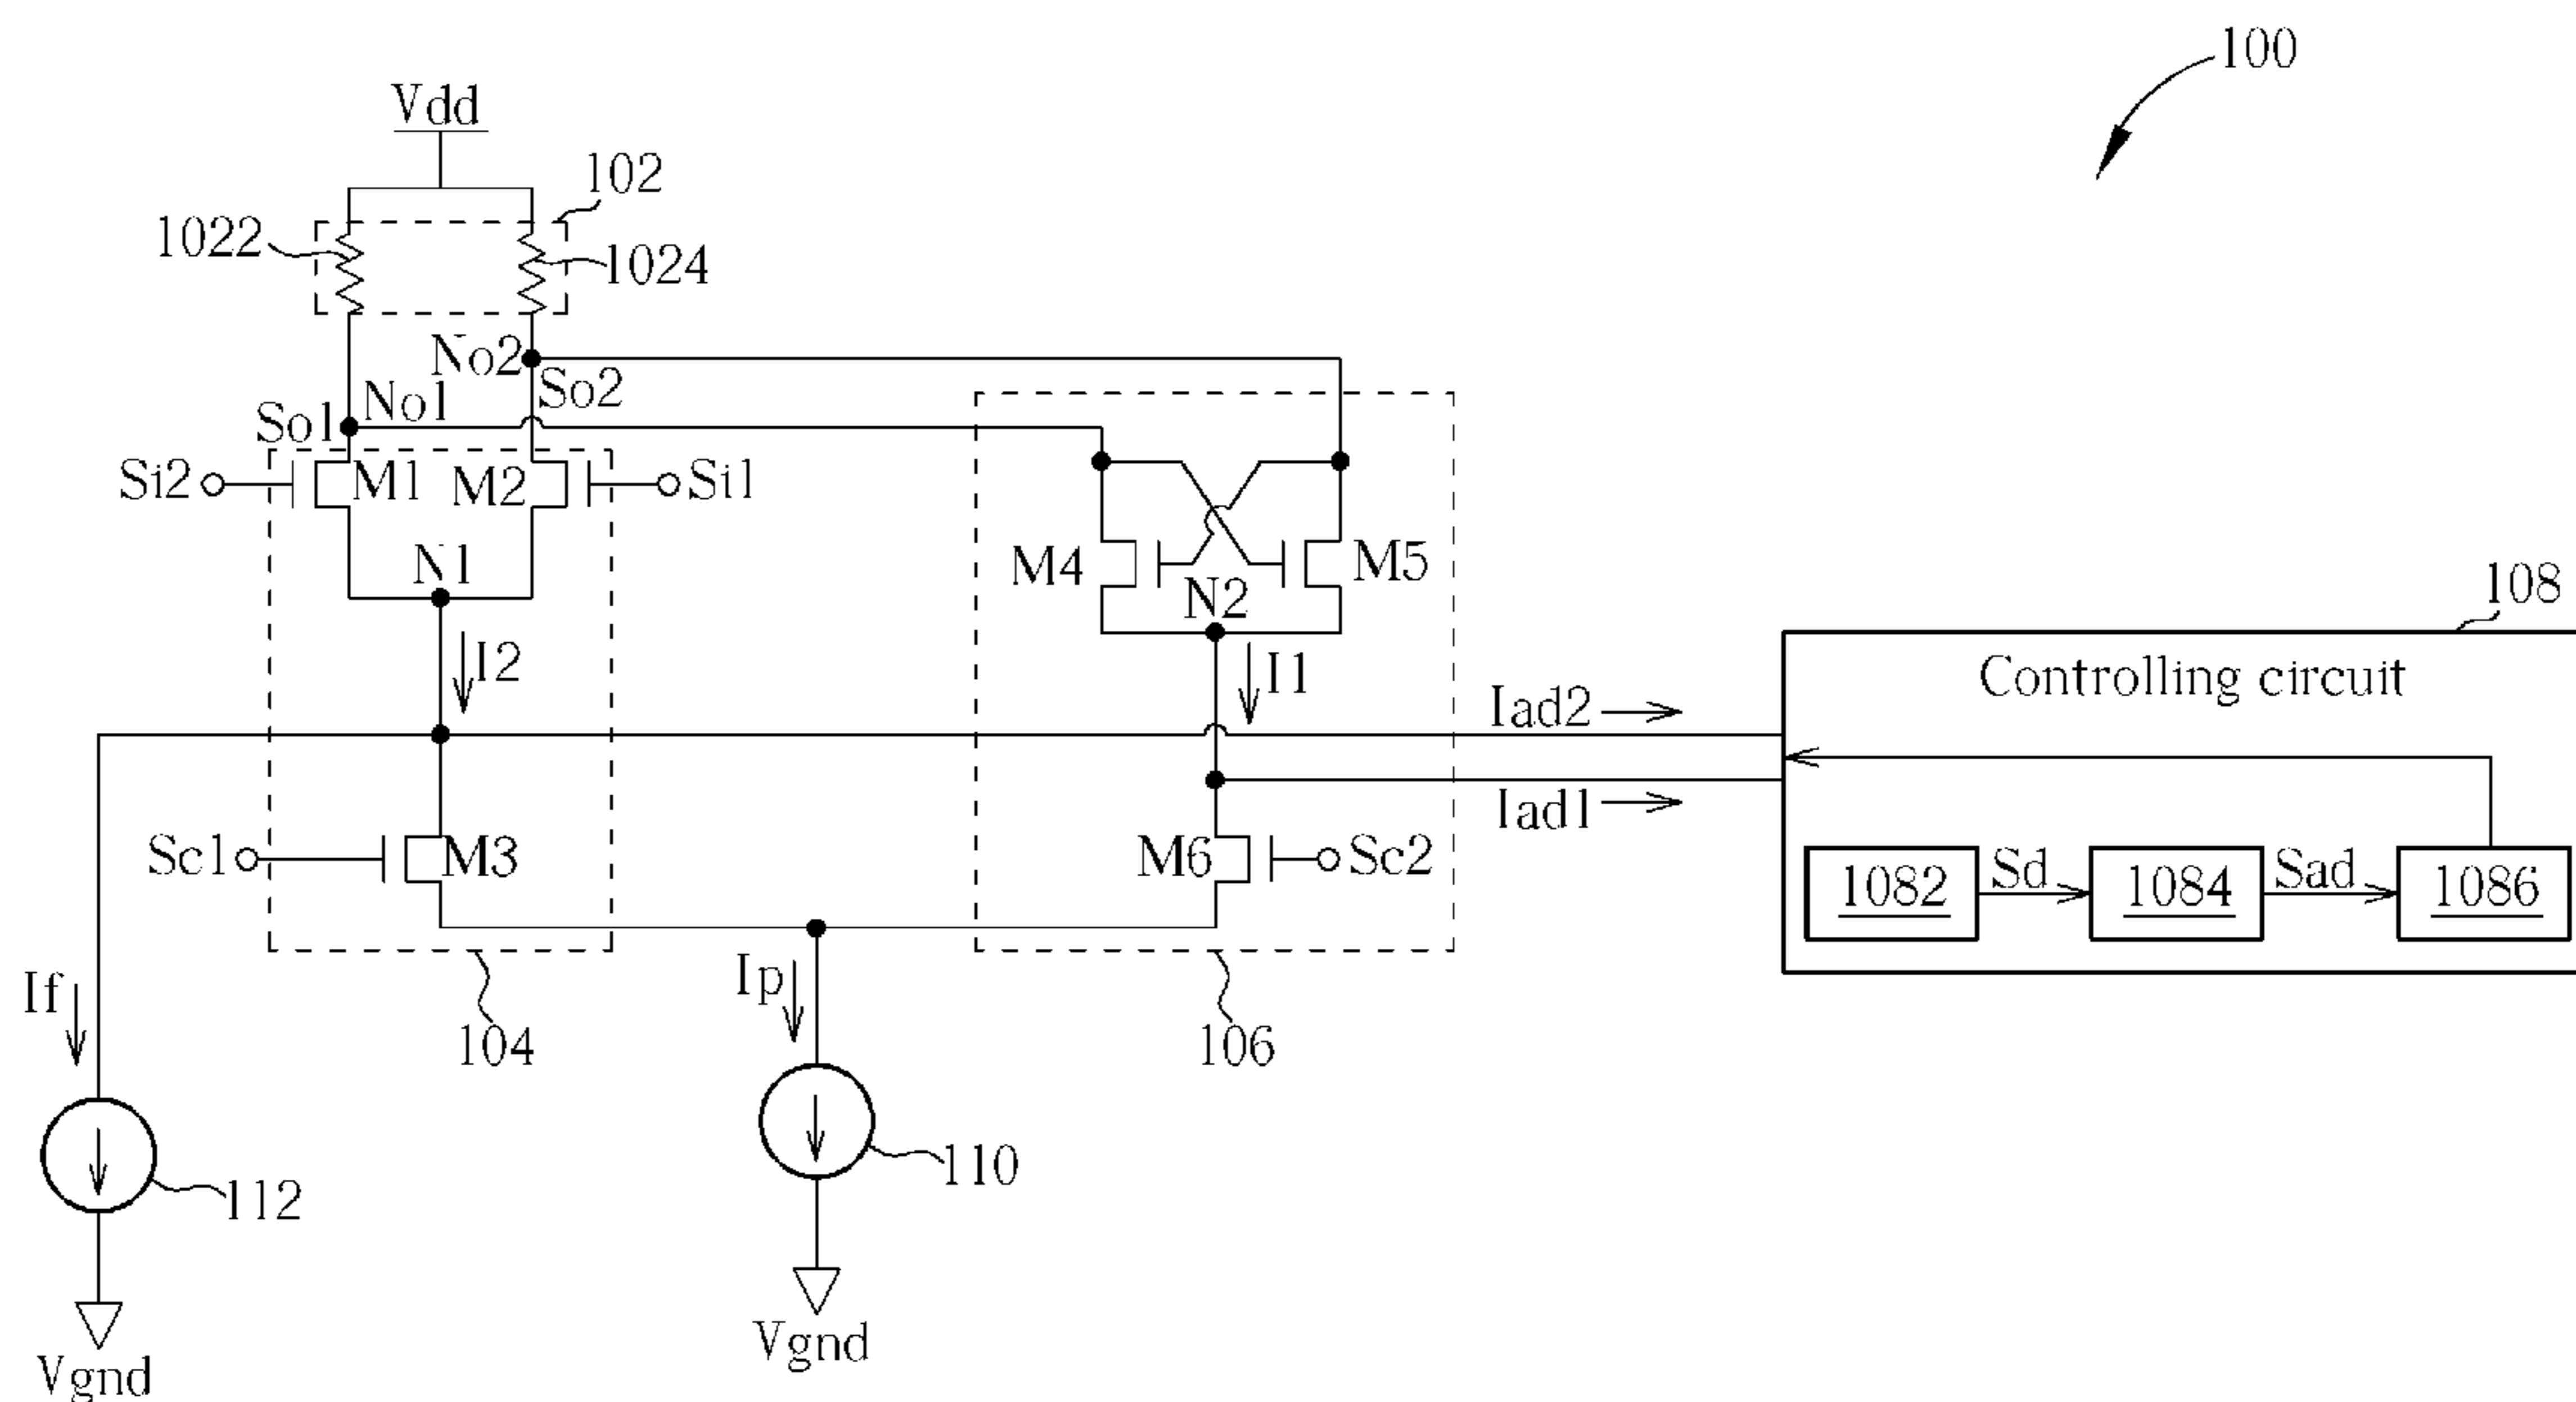 100
Vdd
102
1022
1024
No2
So2
No1
So1
Si2
M1
M2
Si1
N1
M4
M5
N2
108
I2
I1
Controlling circuit
Iad2
Iad1
Sc1
M3
M6
Sc2
1082
Sd
1084
Sad
1086
If
Ip
104
106
110
112
Vgnd
Vgnd